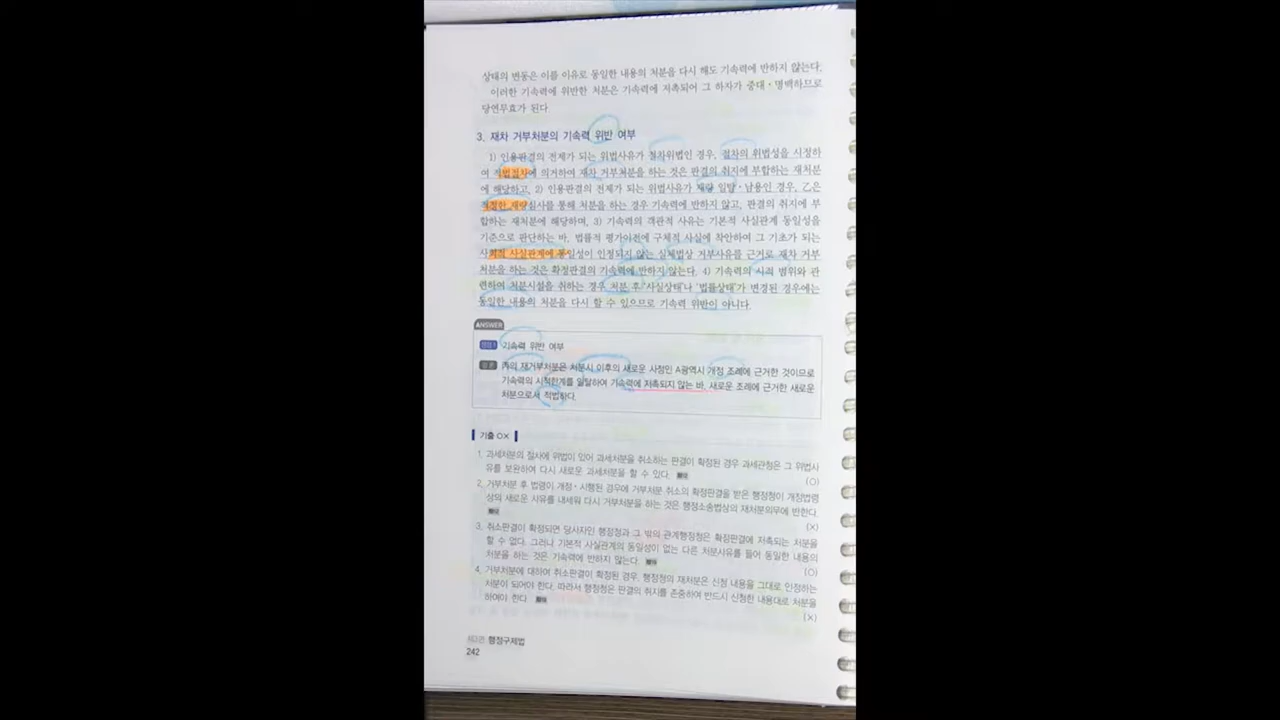 상태의 변동은 이를 이유로 동일한 내용의 처분을 다시 해도 기속력에 반하지 않는다.
이러한 기속력에 위반한 처분은 기속력에 저촉되어 그 하자가 중대·명백하므로
당연무효가 된다
3. 재차 거부처분의 기속력 위반 여부
1) 인용판결의 전제가 되는 위법사유가 절차위법인 경우, 절차의 위법성을 시정하
여 적법절차에 의거하여 재차 거부처분을 하는 것은 판결의 취지에 부합하는 재처분
에 해당하고, 2) 인용판결의 전제가 되는 위법사유가 재량 일탈·남용인 경우, 乙은
적정한 재량심사를 통해 처분을 하는 경우 기속력에 반하지 않고, 판결의 취지에 부
합하는 재처분에 해당하며, 3) 기속력의 객관적 사유는 기본적 사실관계 동일성을
기준으로 판단하는 바, 법률적 평가이전에 구체적 사실에 착안하여 그 기초가 되는
사회적 사실관계에 동일성이 인정되지 않는 실체법상 거부사유를 근거로 재차 거부
처분을 하는 것은 확정판결의 기속력에 반하지 않는다. 4) 기속력의 시적 범위와 관
련하여 처분시설을 취하는 경우 처분 후 '사실상태'나 '법률상태'가 변경된 경우에는
동일한 내용의 처분을 다시 할 수 있으므로 기속력 위반이 아니다.
ANSWER
기속력 위반 여부
丙의 재거부처분은 처분시 이후의 새로운 사정인 A광역시 개정 조례에 근거한 것이므로
기속력의 시적한계를 일탈하여 기속력에 저촉되지 않는 바, 새로운 조례에 근거한 새로운
처분으로서 적법하다.
기출 OX
1. 과세처분의 절차에 위법이 있어 과세처분을 취소하는 판결이 확정된 경우 과세관청은 그 위법사
유를 보완하여 다시 새로운 과세처분을 할 수 있다.
(O)
2. 거부처분 후 법령이 개정·시행된 경우에 거부처분 취소의 확정판결을 받은 행정청이 개정법령
상의 새로운 사유를 내세워 다시 거부처분을 하는 것은 행정소송법상의 재처분의무에 반한다.
(X)
3. 취소판결이 확정되면 당사자인 행정청과 그 밖의 관계행정청은 확정판결에 저촉되는 처분을
할 수 없다. 그러나 기본적 사실관계의 동일성이 없는 다른 처분사유를 들어 동일한 내용의
처분을 하는 것은 기속력에 반하지 않는다.
(O)
4. 거부처분에 대하여 취소판결이 확정된 경우, 행정청의 재처분은 신청 내용을 그대로 인정하는
처분이 되어야 한다. 따라서 행정청은 판결의 취지를 존중하여 반드시 신청한 내용대로 처분을
하여야 한다.
(X)
행정구제법
242